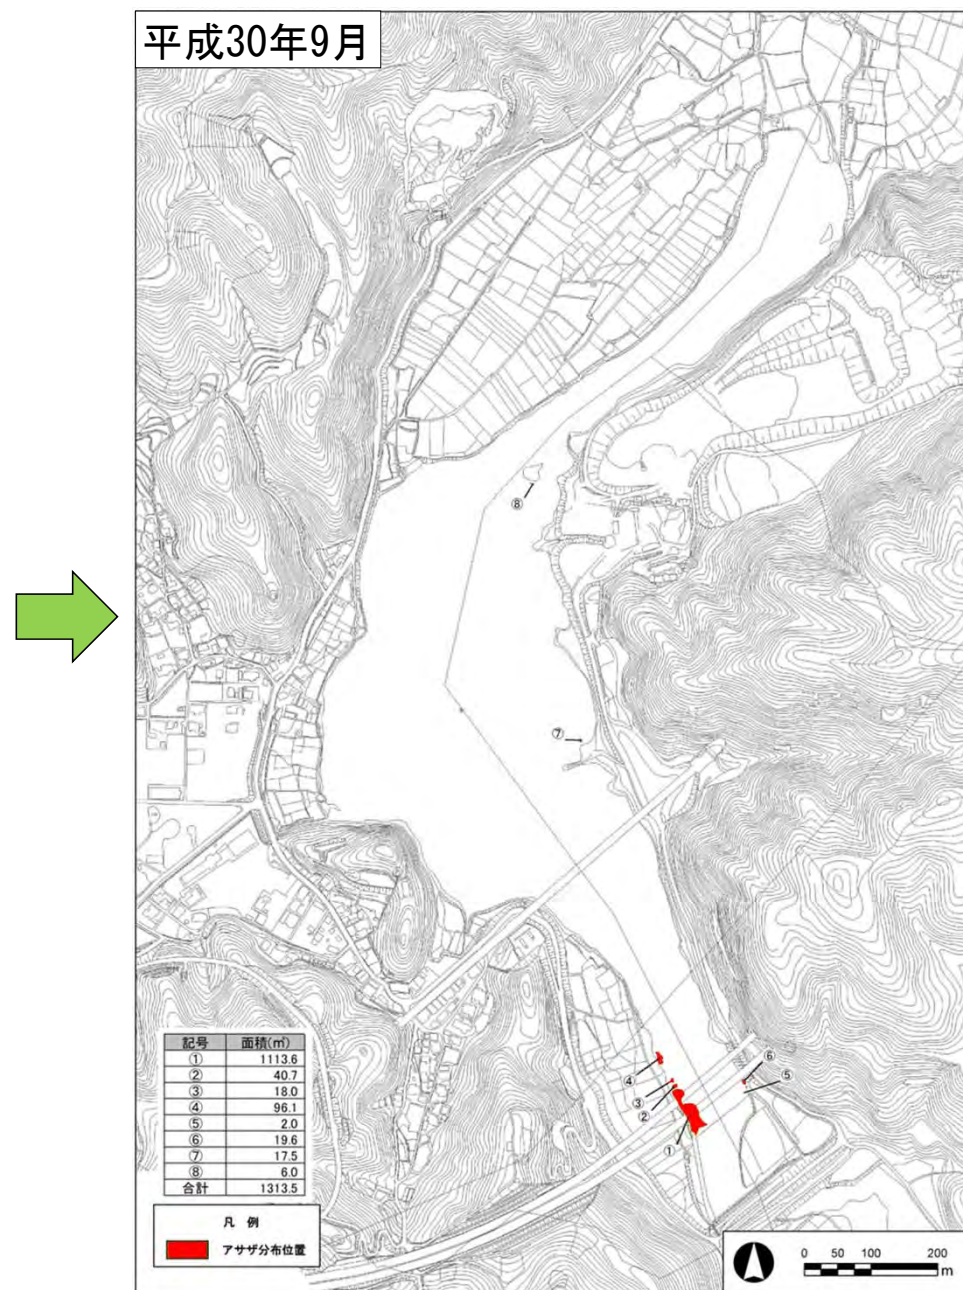 平成30年9月
⑧
⑦
④
③
②
①
⑥
⑤
記号 面積(㎡)
① 1113.6
② 40.7
③ 18.0
④ 96.1
⑤ 2.0
⑥ 19.6
⑦ 17.5
⑧ 6.0
合計 1313.5
凡 例
アサザ分布位置
0 50 100 200
m